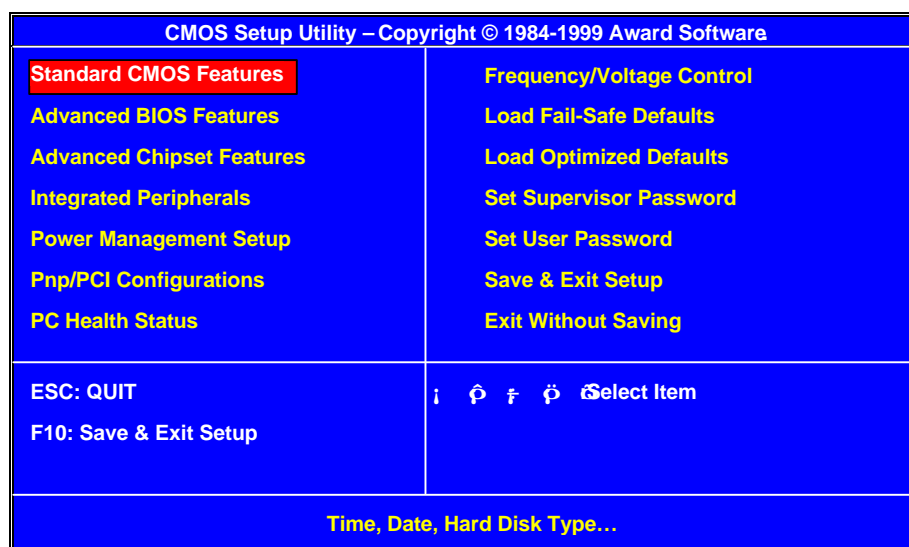 CMOS Setup Utility – Copyright © 1984-1999 Award Software
Standard CMOS Features
Advanced BIOS Features
Advanced Chipset Features
Integrated Peripherals
Power Management Setup
Pnp/PCI Configurations
PC Health Status
Frequency/Voltage Control
Load Fail-Safe Defaults
Load Optimized Defaults
Set Supervisor Password
Set User Password
Save & Exit Setup
Exit Without Saving
ESC: QUIT
F10: Save & Exit Setup
Select Item
Time, Date, Hard Disk Type…